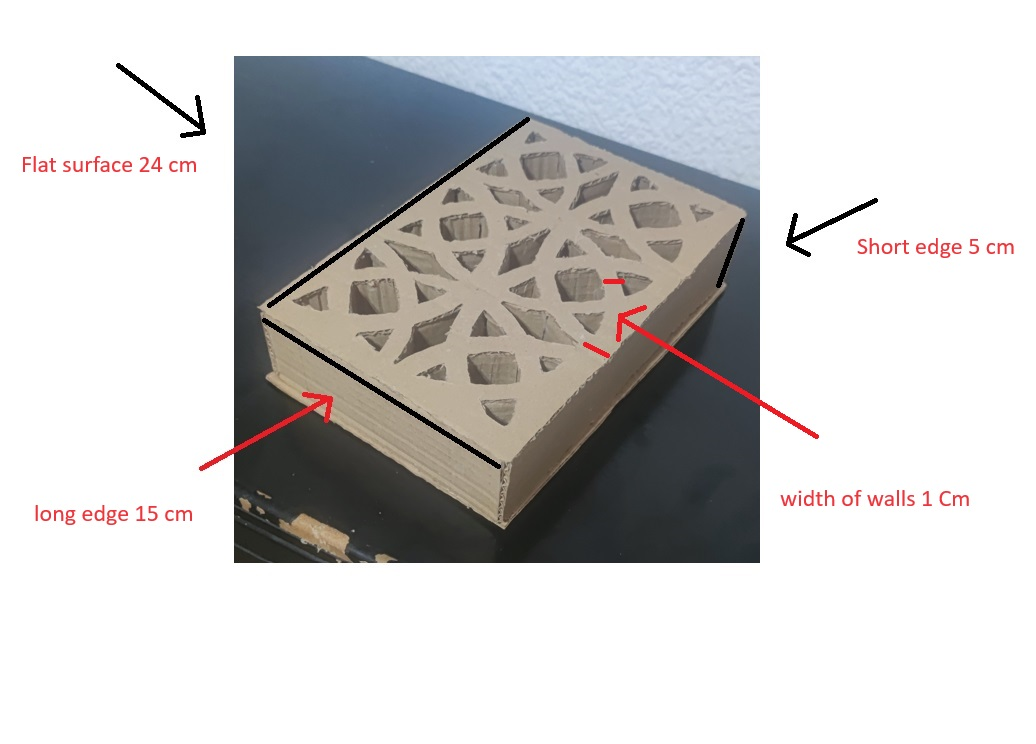 Flat surface 24 cm
Short edge 5 cm
long edge 15 cm
width of walls 1 Cm